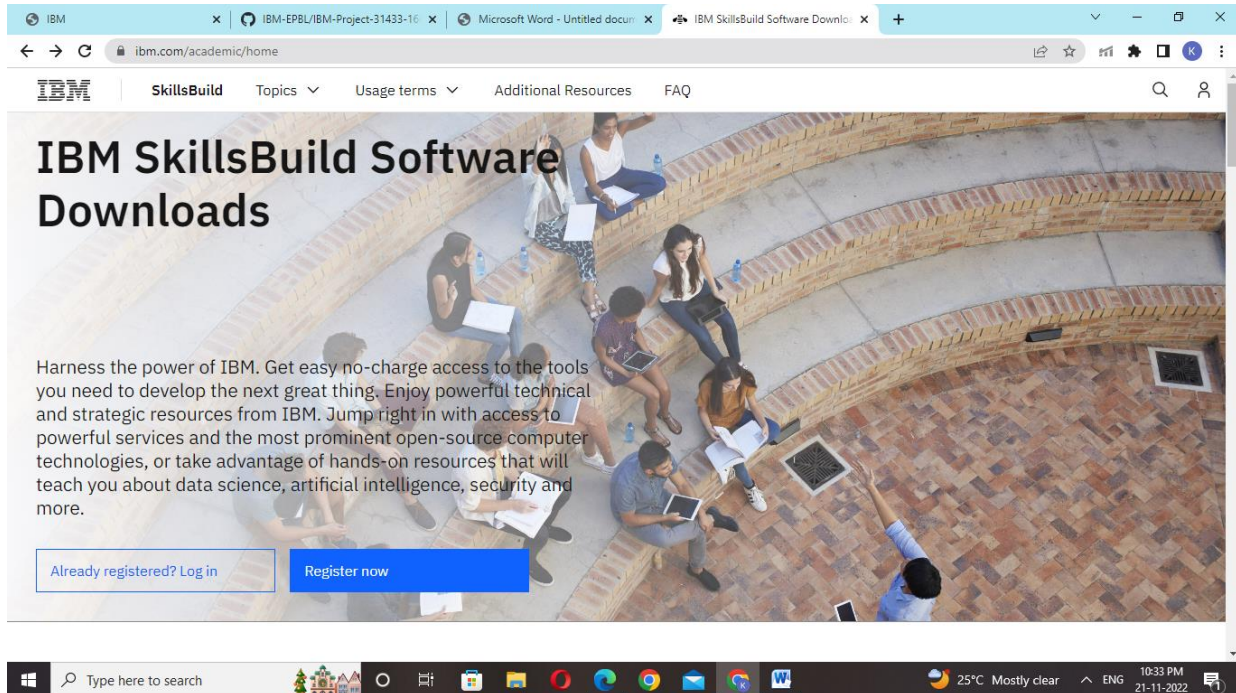 IBM
IBM-EPBL/IBM-Project-31433-16
Microsoft Word - Untitled docum
IBM SkillsBuild Software Downlo
ibm.com/academic/home
K
IBM
SkillsBuild
Topics
Usage terms
Additional Resources
FAQ
IBM SkillsBuild Software
Downloads
Harness the power of IBM. Get easy no-charge access to the tools
you need to develop the next great thing. Enjoy powerful technical
and strategic resources from IBM. Jump right in with access to
powerful services and the most prominent open-source computer
technologies, or take advantage of hands-on resources that will
teach you about data science, artificial intelligence, security and
more.
Already registered? Log in
Register now
Type here to search
W
25°C Mostly clear
ENG
10:33 PM
21-11-2022